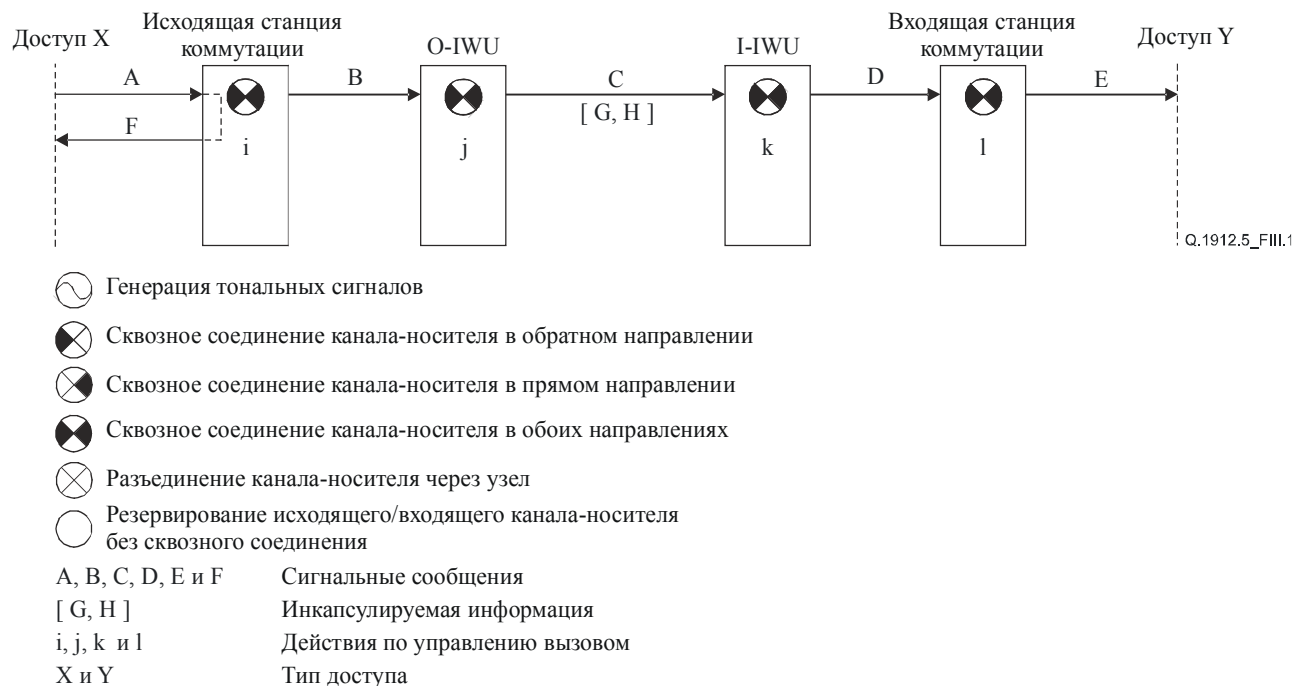 Доступ X
Исходящая станция
коммутации
O-IWU
I-IWU
Входящая станция
коммутации
Доступ Y
A
B
C
D
E
[ G, H ]
F
i
j
k
l
Q.1912.5_FIII.1
Генерация тональных сигналов
Сквозное соединение канала-носителя в обратном направлении
Сквозное соединение канала-носителя в прямом направлении
Сквозное соединение канала-носителя в обоих направлениях
Разъединение канала-носителя через узел
Резервирование исходящего/входящего канала-носителя
без сквозного соединения
A, B, C, D, E и F Сигнальные сообщения
[ G, H ] Инкапсулируемая информация
i, j, k и l Действия по управлению вызовом
X и Y Тип доступа